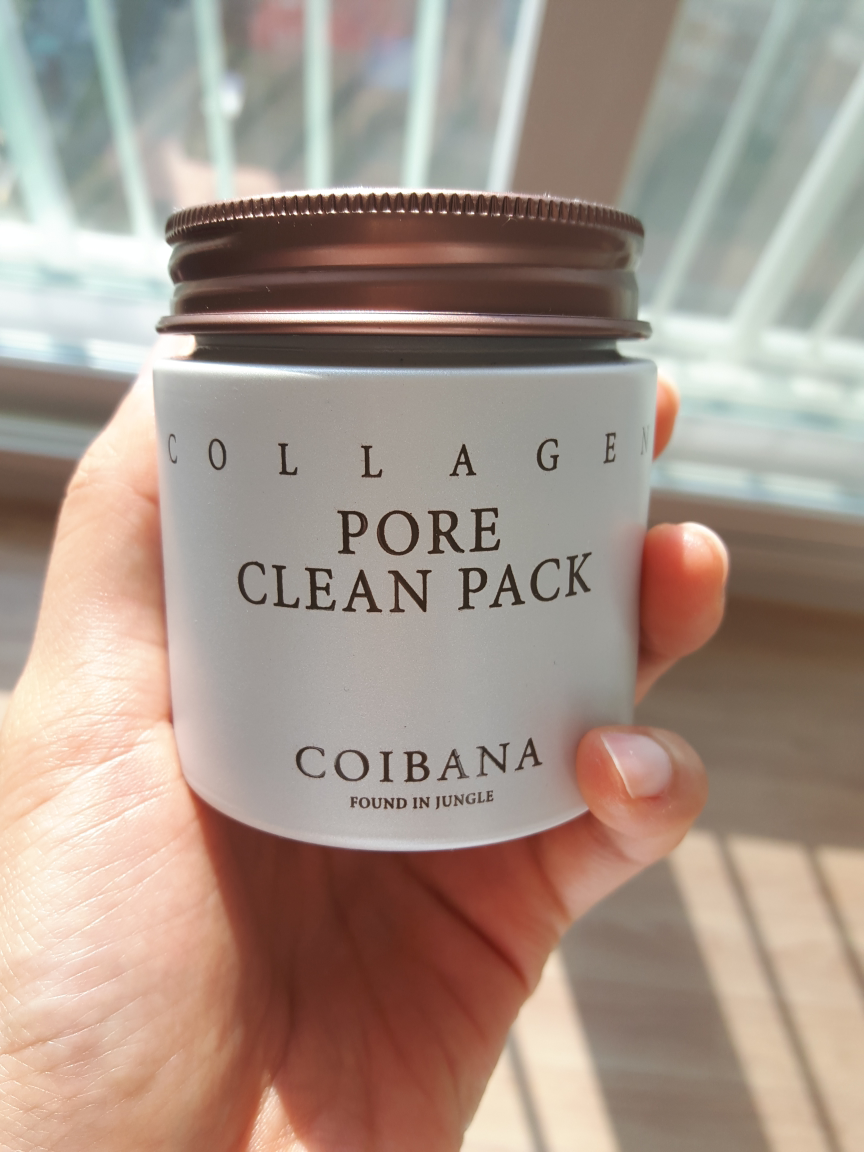 COLLAGEN
PORE
CLEAN PACK
COIBANA
FOUND IN JUNGLE